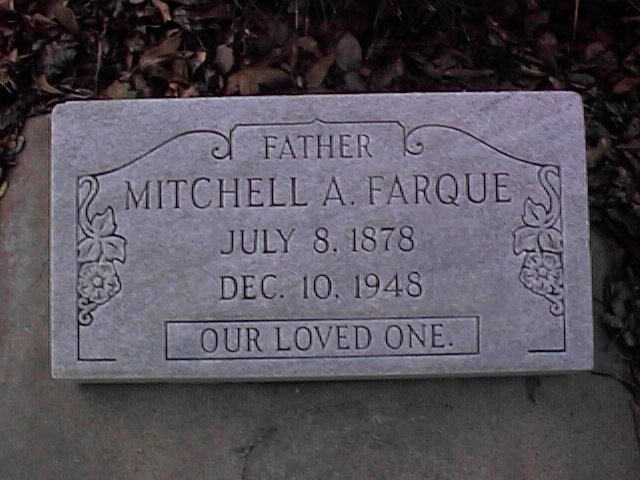 FATHER
MITCHELL A. FARQUE
JULY 8, 1878
DEC. 10, 1948
OUR LOVED ONE.